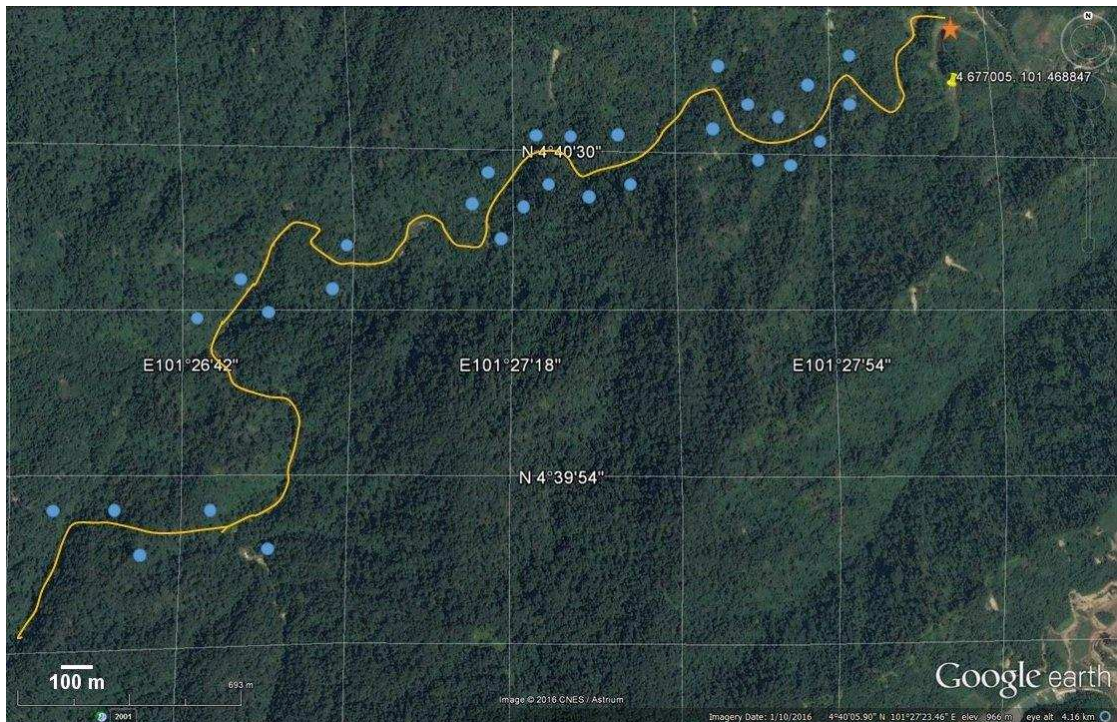 N
4 677005, 101.468847
N 4°40'30"
E101°26'42"
E101°27'18"
E101°27'54"
N 4°39'54"
100 m
693 m
Google earth
Image © 2016 CNES / Astrium
2001
Imagery Date: 1/10/2016 4°40'05.90" N 101°27'23.46" E elev 966 m eye alt 4.16 km